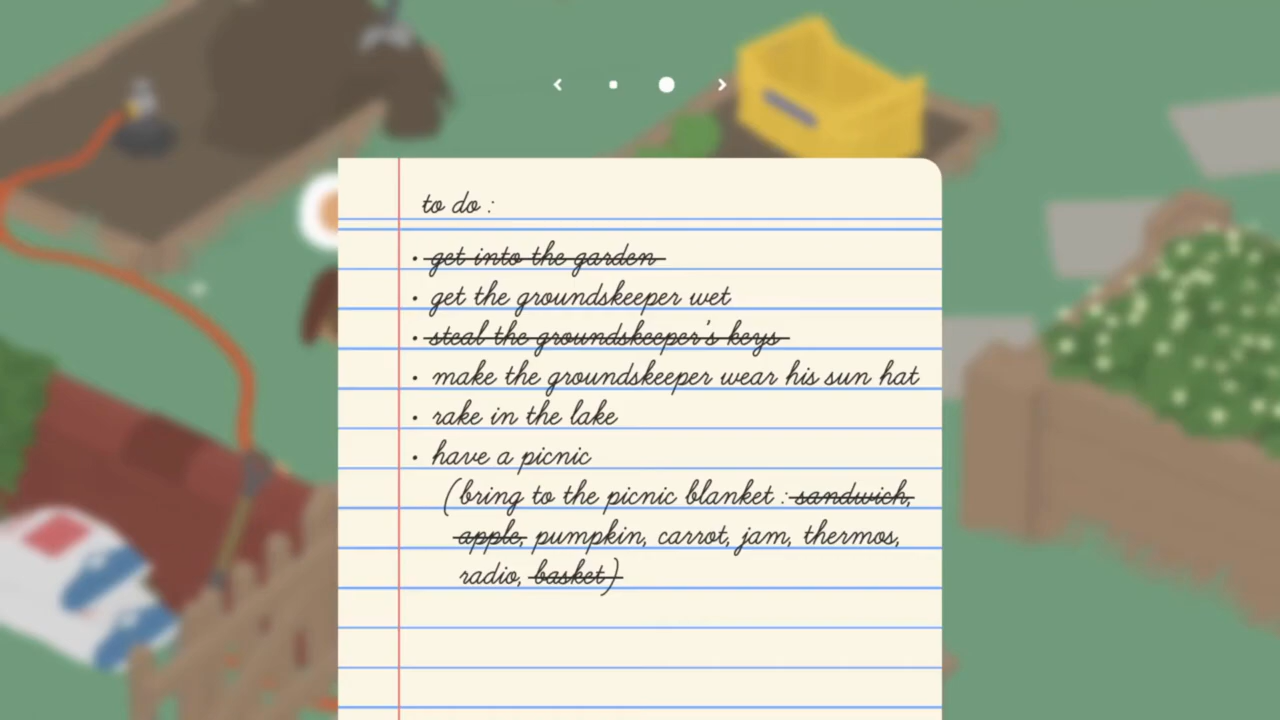 to do :
• get into the garden
• get the groundskeeper wet
• steal the groundskeeper's keys
• make the groundskeeper wear his sun hat
• rake in the lake
• have a picnic
(bring to the picnic blanket : sandwich,
apple, pumpkin, carrot, jam, thermos,
radio, basket)